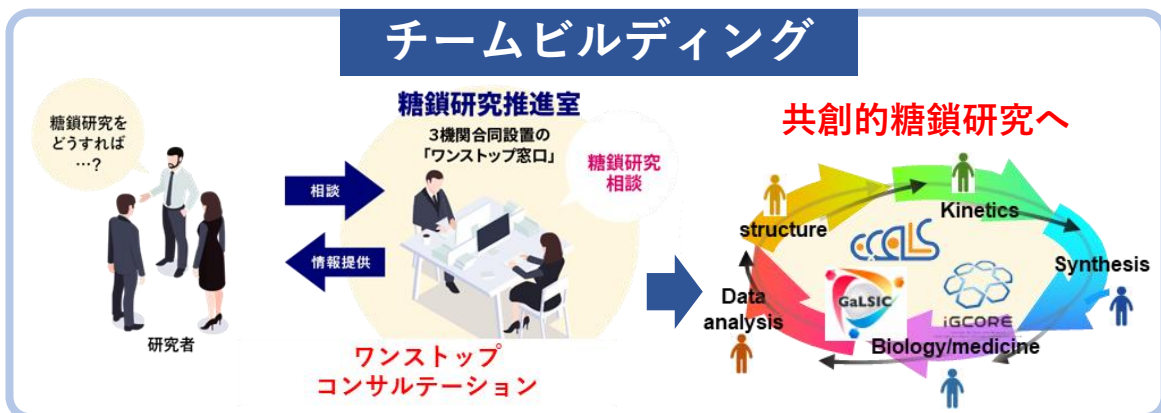 チームビルディング
糖鎖研究を
どうすれば
…?
研究者
相談
情報提供
糖鎖研究推進室
3機関合同設置の
「ワンストップ窓口」
糖鎖研究
相談
ワンストップ
コンサルテーション
共創的糖鎖研究へ
structure
Kinetics
Synthesis
Biology/medicine
Data
analysis
GaLSIC
iGCORE